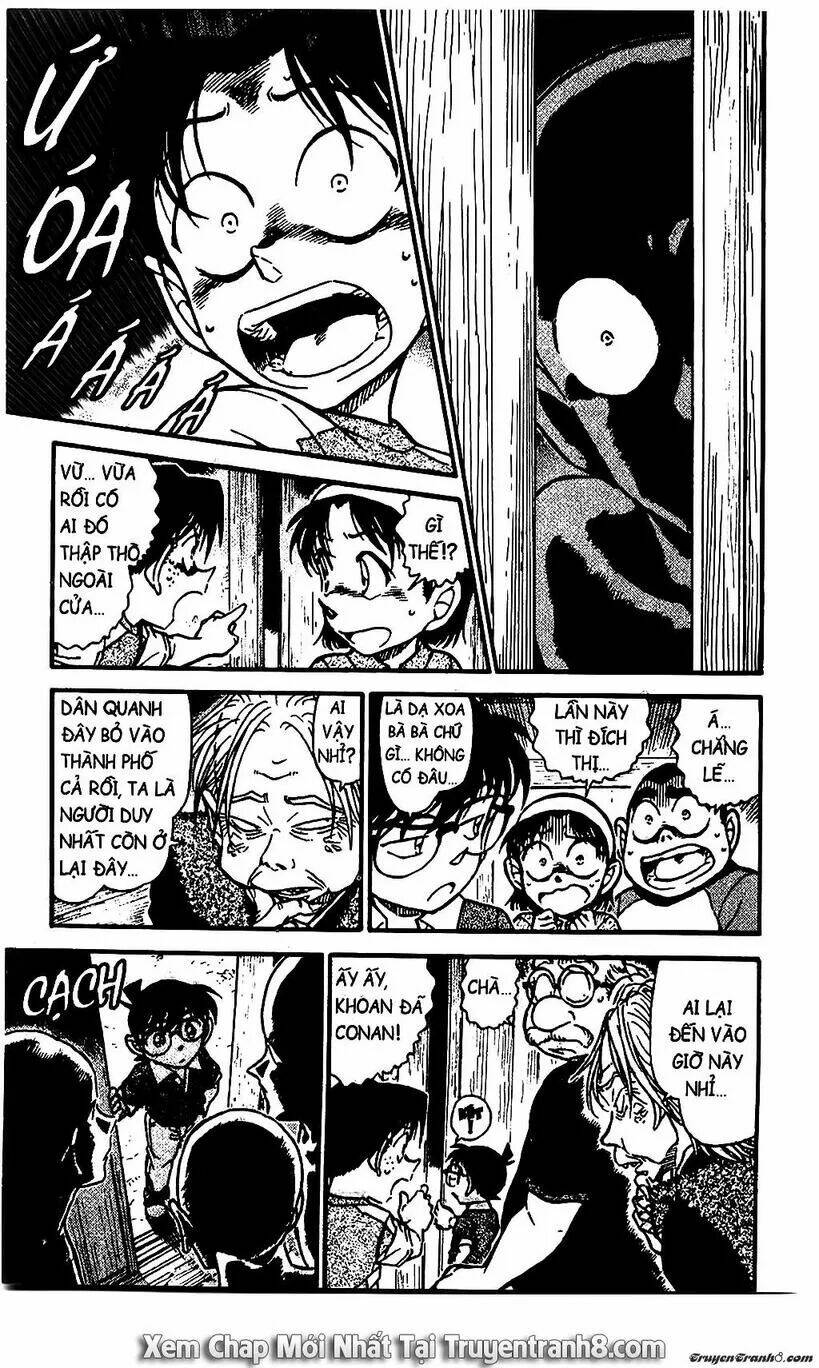 Ứ
ÓA
Á
Á
Á
Á
Á
GÌ
THẾ!?
VỮ... VỪA
RỒI CÓ
AI ĐÓ
THẬP THÒ
NGOÀI
CỬA...
Á...
CHẲNG
LẼ...
LẦN NÀY
THÌ ĐÍCH
THỊ...
LÀ DẠ XOA
BÀ BÀ CHỨ
GÌ... KHÔNG
CÓ ĐÂU...
AI
VẬY
NHỈ?
DÂN QUANH
ĐÂY BỎ VÀO
THÀNH PHỐ
CẢ RỒI, TA LÀ
NGƯỜI DUY
NHẤT CÒN Ở
LẠI ĐÂY...
AI LẠI
ĐẾN VÀO
GIỜ NÀY
NHỈ...
CHÀ...
ẤY ẤY,
KHOAN ĐÃ
CONAN!
CẠCH
Xem Chap Mới Nhất Tại Truyentranh8.com
TruyenTranh8.com